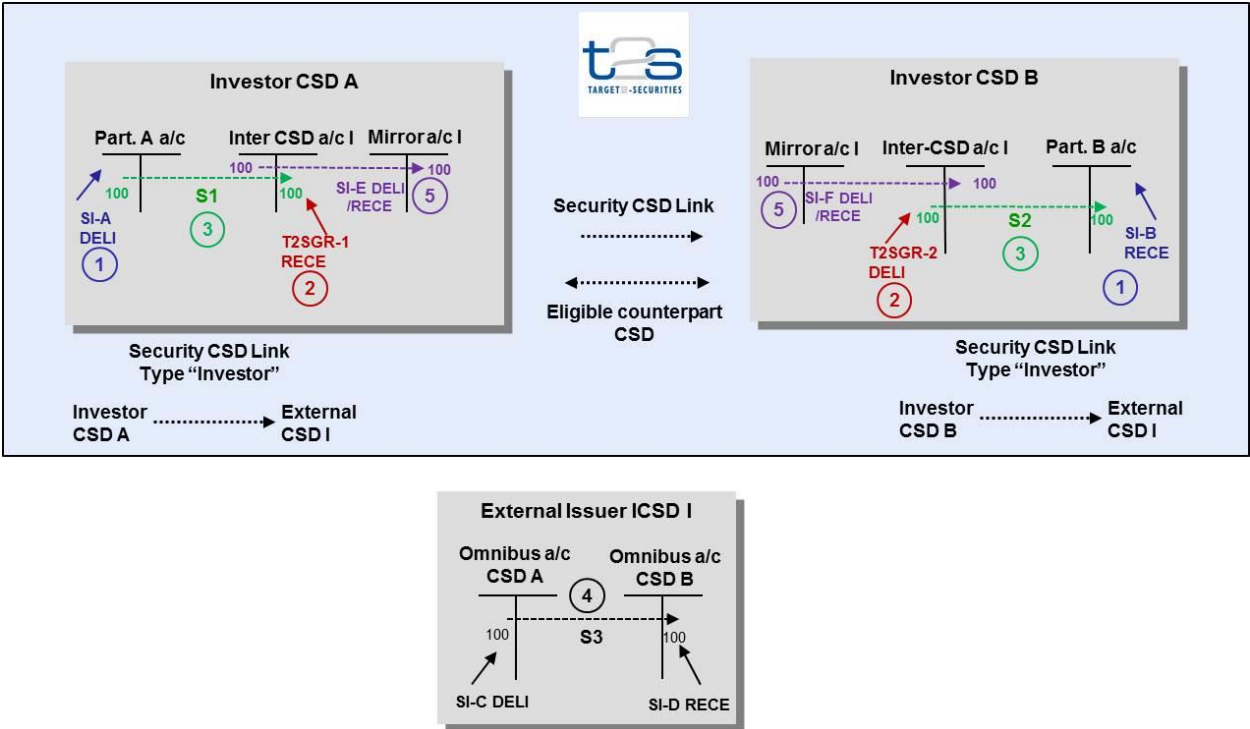 t2s
TARGET2-SECURITIES
Investor CSD A
Part. A a/c
Inter CSD a/c I
Mirror a/c I
100
100
100
S1
100
SI-E DELI
/RECE
5
SI-A
DELI
1
3
T2SGR-1
RECE
2
Security CSD Link
Eligible counterpart
CSD
Investor CSD B
Mirror a/c I
Inter-CSD a/c I
Part. B a/c
100
100
5
SI-F DELI
/RECE
100
S2
100
T2SGR-2
DELI
2
3
SI-B
RECE
1
Security CSD Link
Type “Investor”
Investor
CSD A
External
CSD I
Security CSD Link
Type “Investor”
Investor
CSD B
External
CSD I
External Issuer ICSD I
Omnibus a/c
CSD A
Omnibus a/c
CSD B
4
100
S3
100
SI-C DELI
SI-D RECE